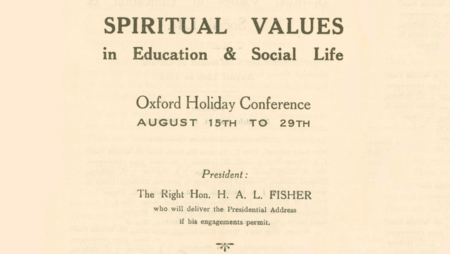 SPIRITUAL VALUES
in Education & Social Life
Oxford Holiday Conference
AUGUST 15TH TO 29TH
President:
The Right Hon. H. A. L. FISHER
who will deliver the Presidential Address
if his engagements permit.